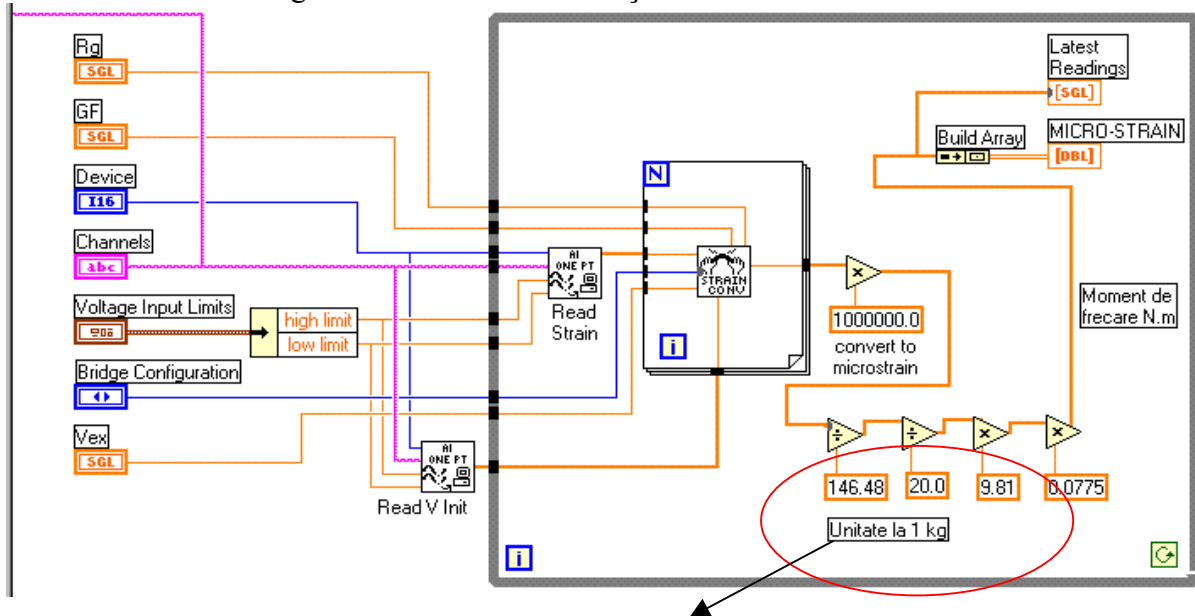 Rg
SGL
GF
SGL
Device
I16
Channels
abc
Voltage Input Limits
high limit
low limit
Bridge Configuration
Vex
SGL
AI
ONE PT
Read V Init
AI
ONE PT
Read
Strain
N
STRAIN
CONV
i
×
1000000.0
convert to
microstrain
Latest
Readings
[SGL]
Build Array
MICRO-STRAIN
[DBL]
Moment de
frecare N.m
÷
÷
×
×
146.48
20.0
9.81
0.0775
Unitate la 1 kg
i